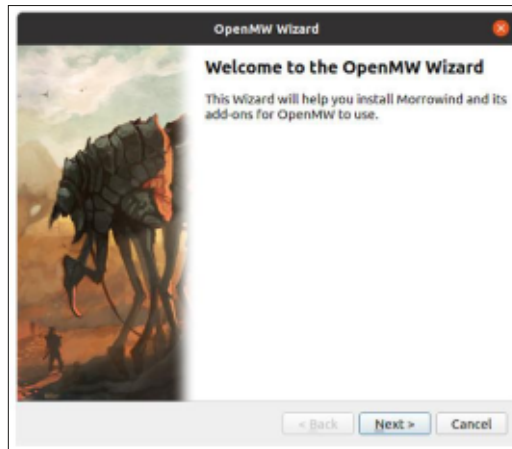 OpenMW Wizard
Welcome to the OpenMW Wizard
This Wizard will help you install Morrowind and its
add-ons for OpenMW to use.
< Back Next > Cancel